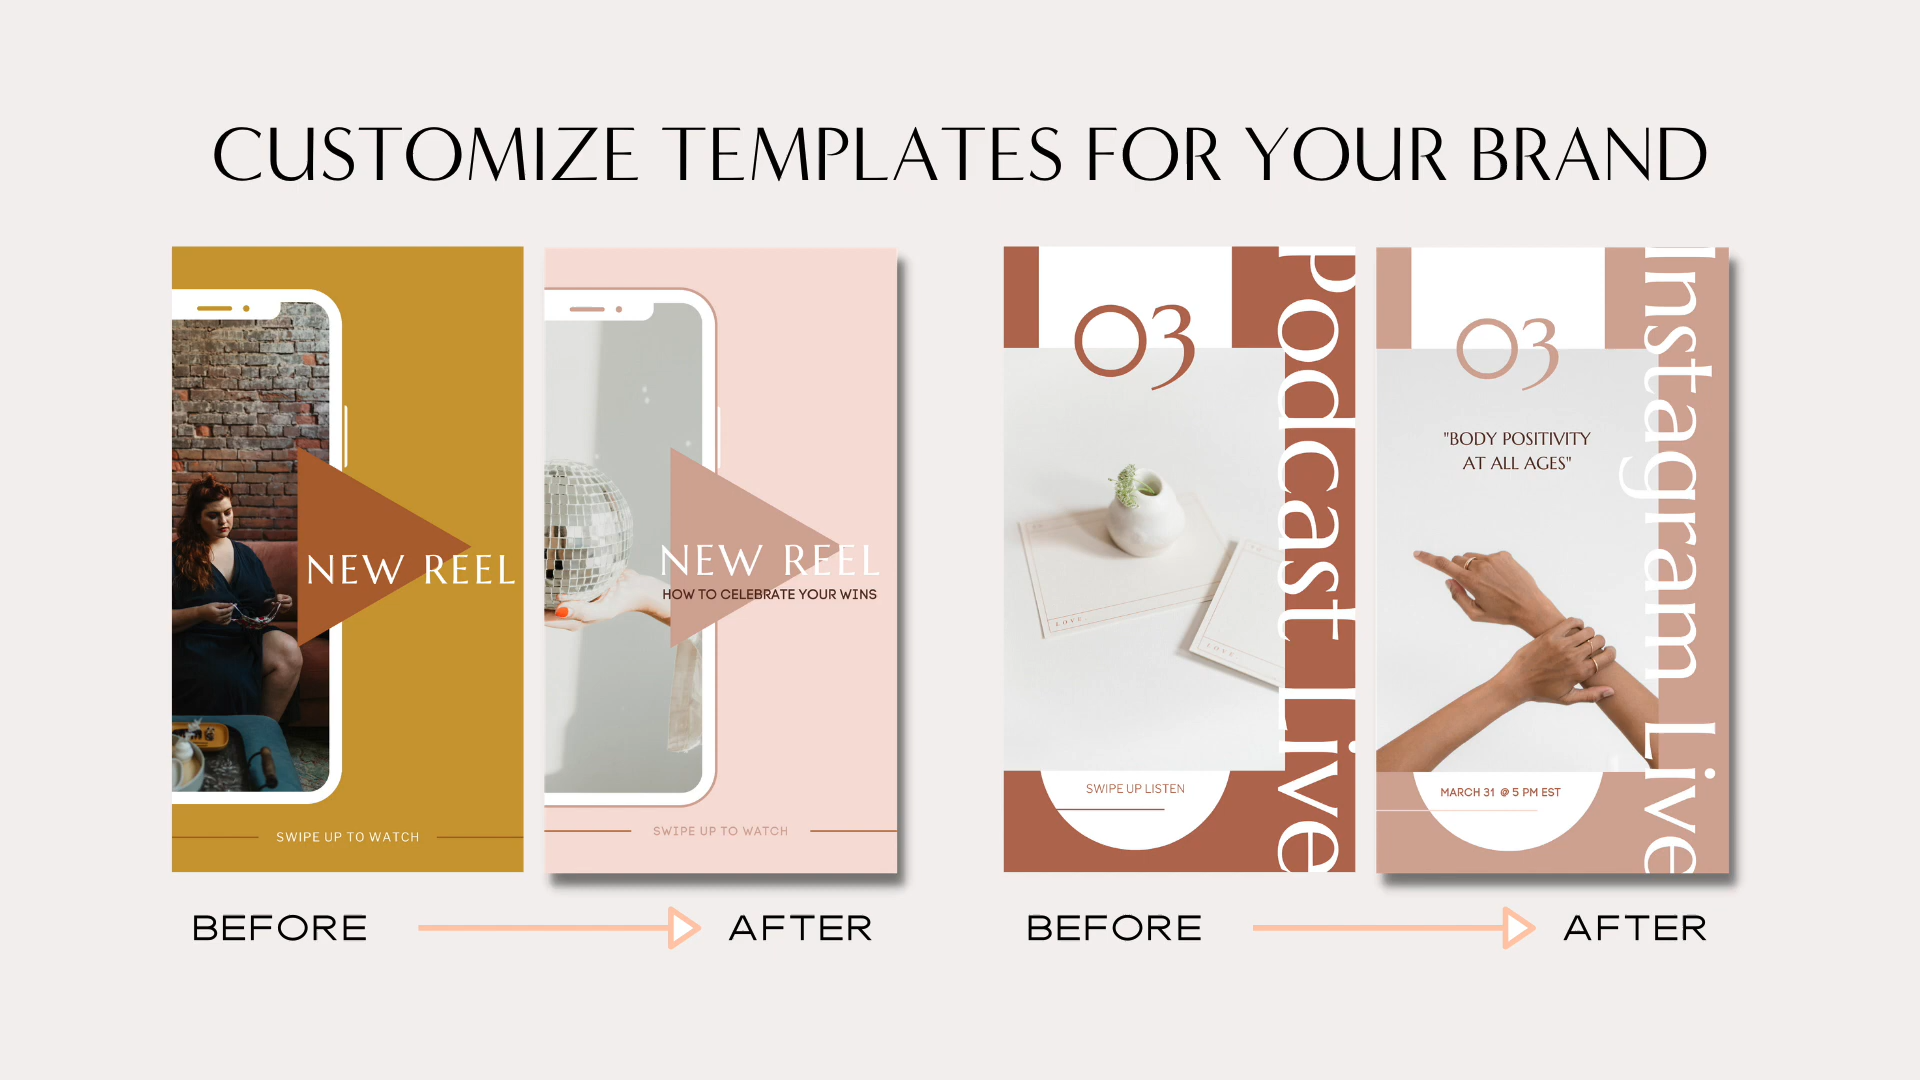 CUSTOMIZE TEMPLATES FOR YOUR BRAND
NEW REEL
SWIPE UP TO WATCH
NEW REEL
HOW TO CELEBRATE YOUR WINS
SWIPE UP TO WATCH
03
Podcast Live
LOVE
LOVE
SWIPE UP LISTEN
03
Instagram Live
"BODY POSITIVITY
AT ALL AGES"
MARCH 31 @ 5 PM EST
BEFORE
AFTER
BEFORE
AFTER